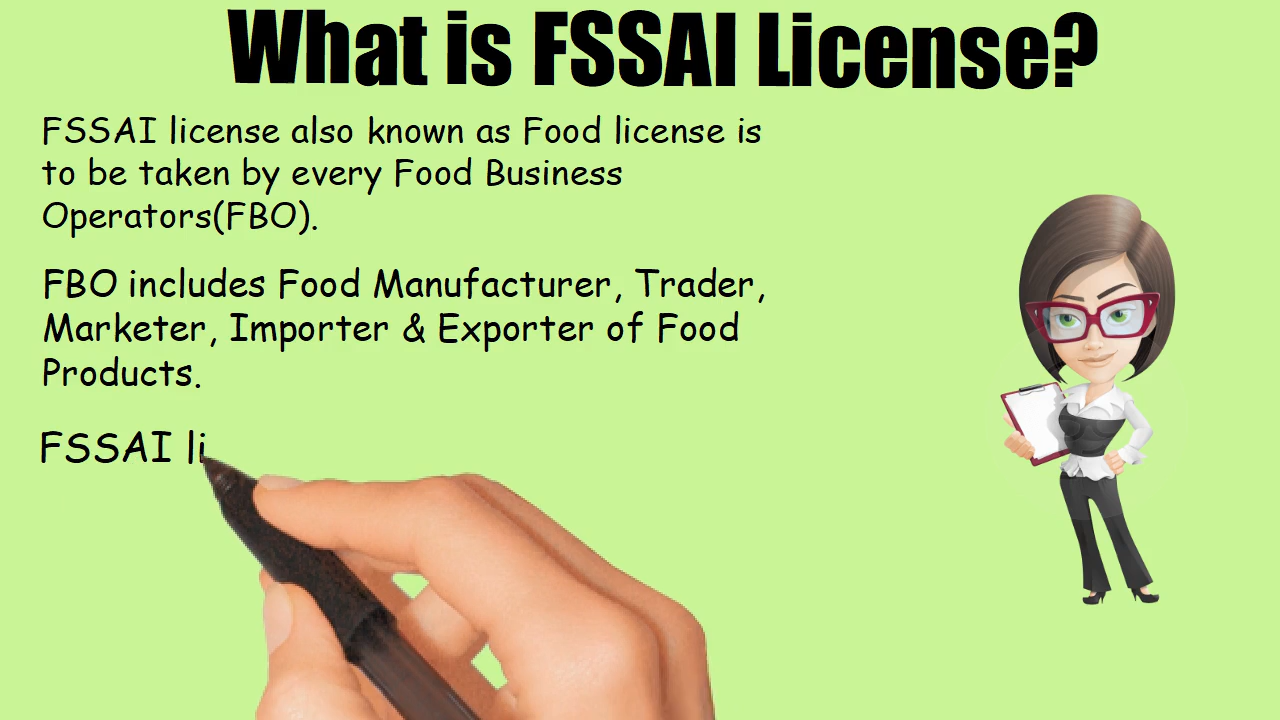 What is FSSAI License?
FSSAI license also known as Food license is
to be taken by every Food Business
Operators(FBO).
FBO includes Food Manufacturer, Trader,
Marketer, Importer & Exporter of Food
Products.
FSSAI li